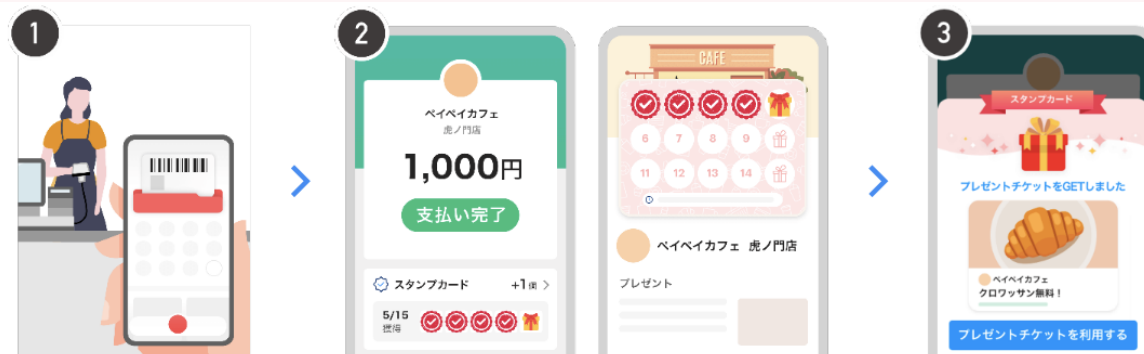 1
2
ペイペイカフェ
虎ノ門店
1,000円
支払い完了
スタンプカード
+1個
5/15
獲得
CAFE
6 7 8 9
11 12 13 14
ペイペイカフェ 虎ノ門店
プレゼント
3
スタンプカード
プレゼントチケットをGETしました
ペイペイカフェ
クロワッサン無料！
プレゼントチケットを利用する